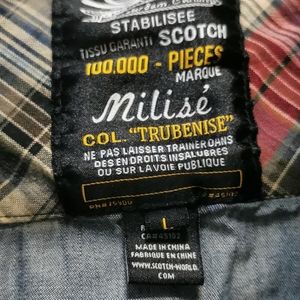 STABILISEE
TISSU GARANTI SCOTCH
100.000 - PIECES
MARQUE
Milisé
COL. "TRUBENISE"
NE PAS LAISSER TRAINER DANS
DES ENDROITS INSALUBRES
OU SUR LA VOIE PUBLIQUE
L
MADE IN CHINA
FABRIQUE EN CHINE
WWW.SCOTCH-WORLD.
COM